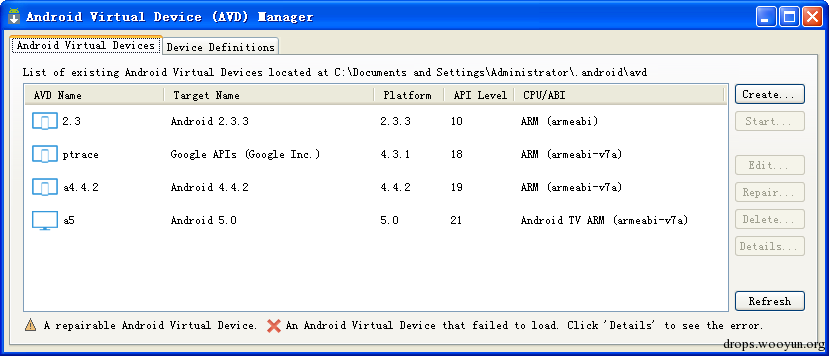 Android Virtual Device (AVD) Manager
Android Virtual Devices Device Definitions
List of existing Android Virtual Devices located at C:\Documents and Settings\Administrator\.android\avd
AVD Name Target Name Platform API Level CPU/ABI
2.3 Android 2.3.3 2.3.3 10 ARM (armeabi)
ptrace Google APIs (Google Inc.) 4.3.1 18 ARM (armeabi-v7a)
a4.4.2 Android 4.4.2 4.4.2 19 ARM (armeabi-v7a)
a5 Android 5.0 5.0 21 Android TV ARM (armeabi-v7a)
Create...
Start...
Edit...
Repair...
Delete...
Details...
Refresh
A repairable Android Virtual Device. An Android Virtual Device that failed to load. Click 'Details' to see the error.
drops.wooyun.org